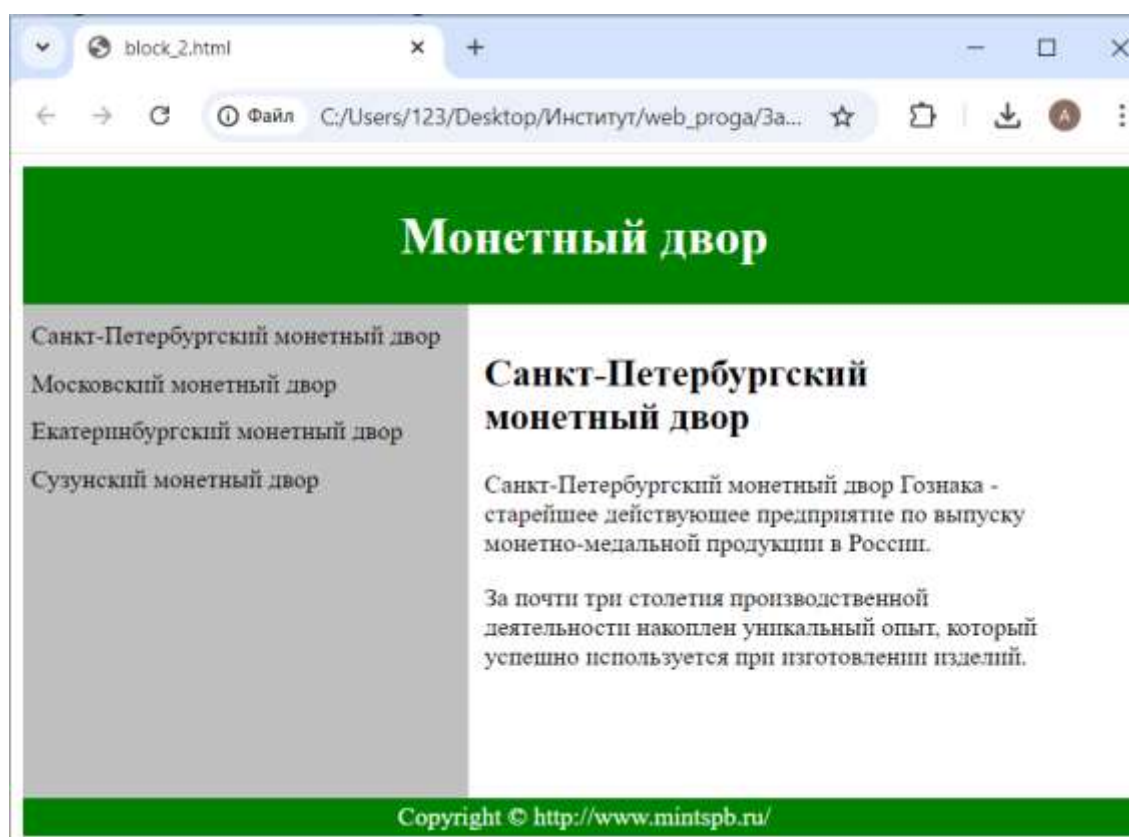 block_2.html
Файл C:/Users/123/Desktop/Институт/web_proga/За...
А
Монетный двор
Санкт-Петербургский монетный двор
Московский монетный двор
Екатеринбургский монетный двор
Сузунский монетный двор
Санкт-Петербургский
монетный двор
Санкт-Петербургский монетный двор Гознака -
старейшее действующее предприятие по выпуску
монетно-медальной продукции в России.
За почти три столетия производственной
деятельности накоплен уникальный опыт, который
успешно используется при изготовлении изделий.
Copyright © http://www.mintspb.ru/